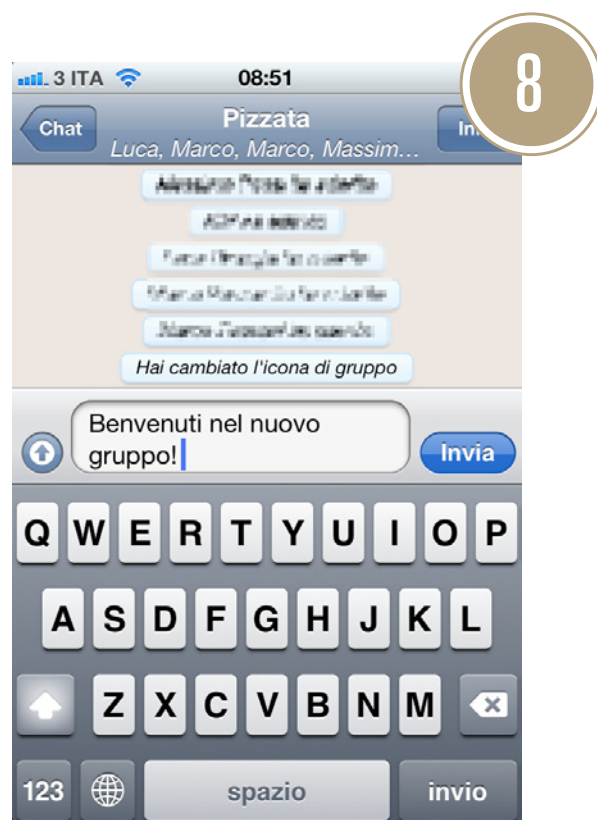 3 ITA 08:51
8
Chat
Pizzata
Luca, Marco, Marco, Massim...
Hai cambiato l'icona di gruppo
Benvenuti nel nuovo
gruppo!
Invia
Q W E R T Y U I O P
A S D F G H J K L
Z X C V B N M
123 spazio invio